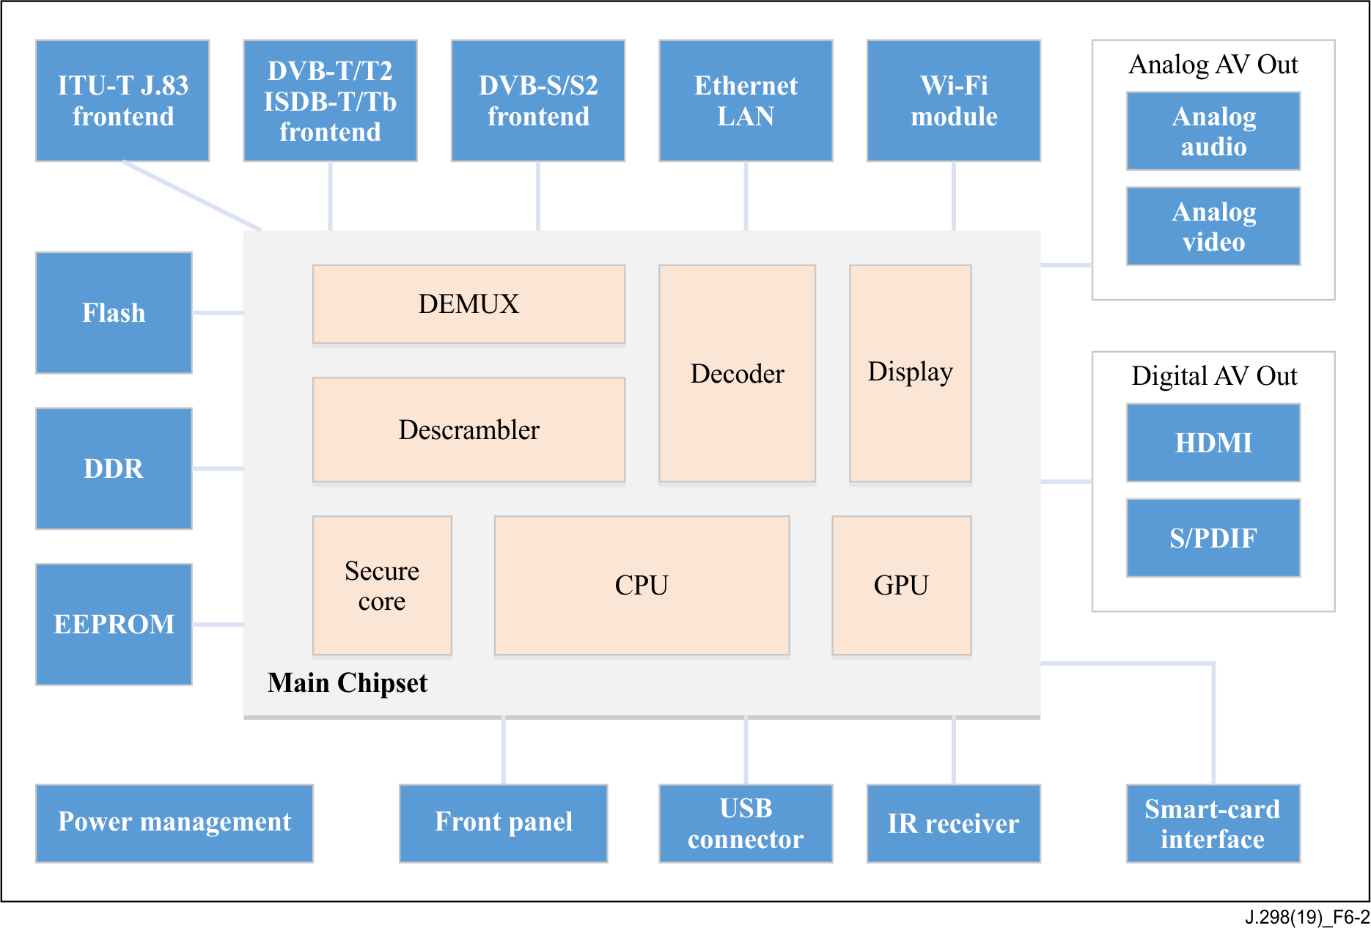 ITU-T J.83
frontend
DVB-T/T2
ISDB-T/Tb
frontend
DVB-S/S2
frontend
Ethernet
LAN
Wi-Fi
module
Analog AV Out
Analog
audio
Analog
video
Flash
DDR
EEPROM
DEMUX
Descrambler
Decoder
Display
Secure
core
CPU
GPU
Main Chipset
Digital AV Out
HDMI
S/PDIF
Power management
Front panel
USB
connector
IR receiver
Smart-card
interface
J.298(19)_F6-2